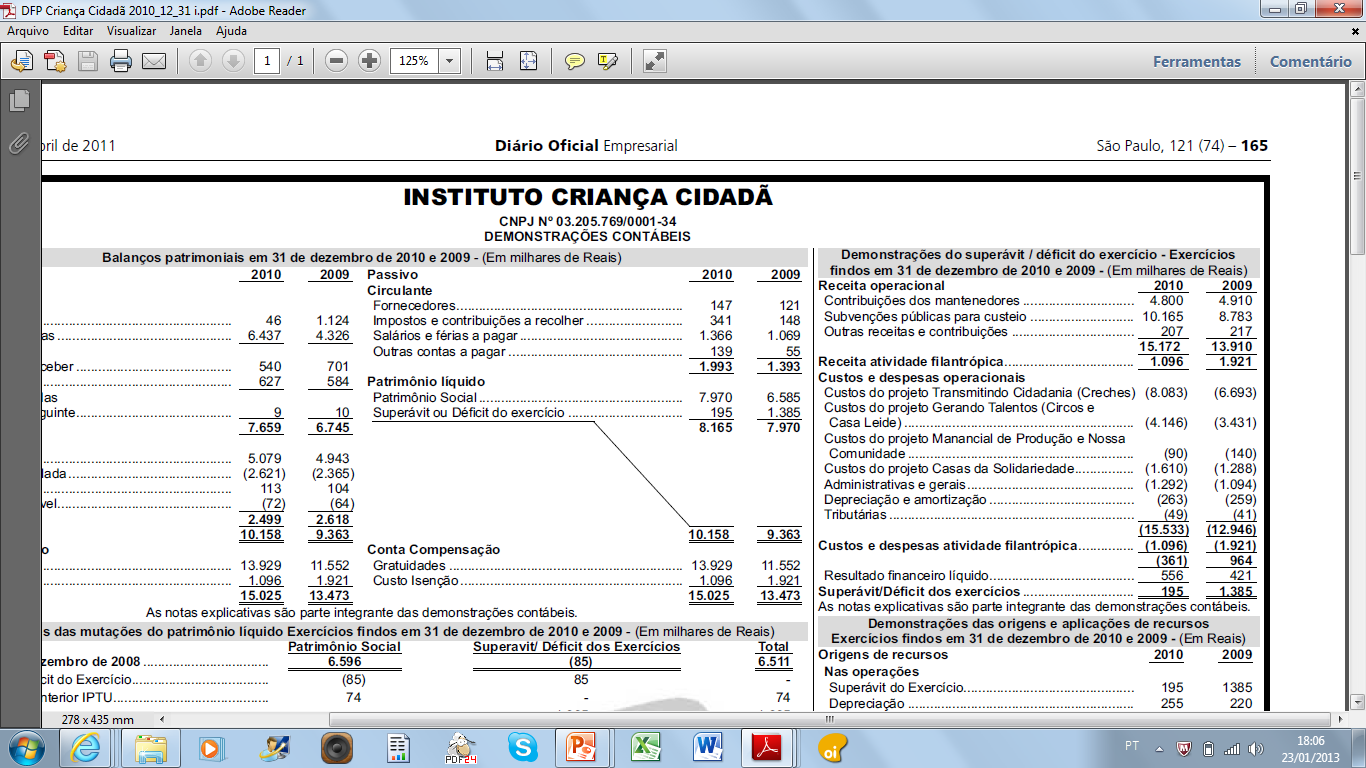 DFP Criança Cidadã 2010_12_31 i.pdf - Adobe Reader
Arquivo Editar Visualizar Janela Ajuda
1 / 1 125% Ferramentas Comentário
bril de 2011 Diário Oficial Empresarial São Paulo, 121 (74) – 165
INSTITUTO CRIANÇA CIDADÃ
CNPJ Nº 03.205.769/0001-34
DEMONSTRAÇÕES CONTÁBEIS
Balanços patrimoniais em 31 de dezembro de 2010 e 2009 - (Em milhares de Reais)
2010 2009
46 1.124
as 6.437 4.326
ceber 540 701
627 584
das
guinte 9 10
7.659 6.745
5.079 4.943
lada (2.621) (2.365)
113 104
vel (72) (64)
2.499 2.618
10.158 9.363
o
13.929 11.552
1.096 1.921
15.025 13.473
Passivo 2010 2009
Circulante
Fornecedores 147 121
Impostos e contribuições a recolher 341 148
Salários e férias a pagar 1.366 1.069
Outras contas a pagar 139 55
1.993 1.393
Patrimônio líquido
Patrimônio Social 7.970 6.585
Superávit ou Déficit do exercício 195 1.385
8.165 7.970
10.158 9.363
Conta Compensação
Gratuidades 13.929 11.552
Custo Isenção 1.096 1.921
15.025 13.473
As notas explicativas são parte integrante das demonstrações contábeis.
s das mutações do patrimônio líquido Exercícios findos em 31 de dezembro de 2010 e 2009 - (Em milhares de Reais)
Patrimônio Social Superavit/ Déficit dos Exercícios Total
zembro de 2008 6.596 (85) 6.511
cit do Exercício (85) 85 -
nterior IPTU 74 - 74
Demonstrações do superávit / déficit do exercício - Exercícios
findos em 31 de dezembro de 2010 e 2009 - (Em milhares de Reais)
Receita operacional 2010 2009
Contribuições dos mantenedores 4.800 4.910
Subvenções públicas para custeio 10.165 8.783
Outras receitas e contribuições 207 217
15.172 13.910
Receita atividade filantrópica 1.096 1.921
Custos e despesas operacionais
Custos do projeto Transmitindo Cidadania (Creches) (8.083) (6.693)
Custos do projeto Gerando Talentos (Circos e
Casa Leide) (4.146) (3.431)
Custos do projeto Manancial de Produção e Nossa
Comunidade (90) (140)
Custos do projeto Casas da Solidariedade (1.610) (1.288)
Administrativas e gerais (1.292) (1.094)
Depreciação e amortização (263) (259)
Tributárias (49) (41)
(15.533) (12.946)
Custos e despesas atividade filantrópica (1.096) (1.921)
(361) 964
Resultado financeiro líquido 556 421
Superávit/Déficit dos exercícios 195 1.385
As notas explicativas são parte integrante das demonstrações contábeis.
Demonstrações das origens e aplicações de recursos
Exercícios findos em 31 de dezembro de 2010 e 2009 - (Em Reais)
Origens de recursos 2010 2009
Nas operações
Superávit do Exercício 195 1385
Depreciação 255 220
278 x 435 mm
PDF24
oi
PT
18:06
23/01/2013